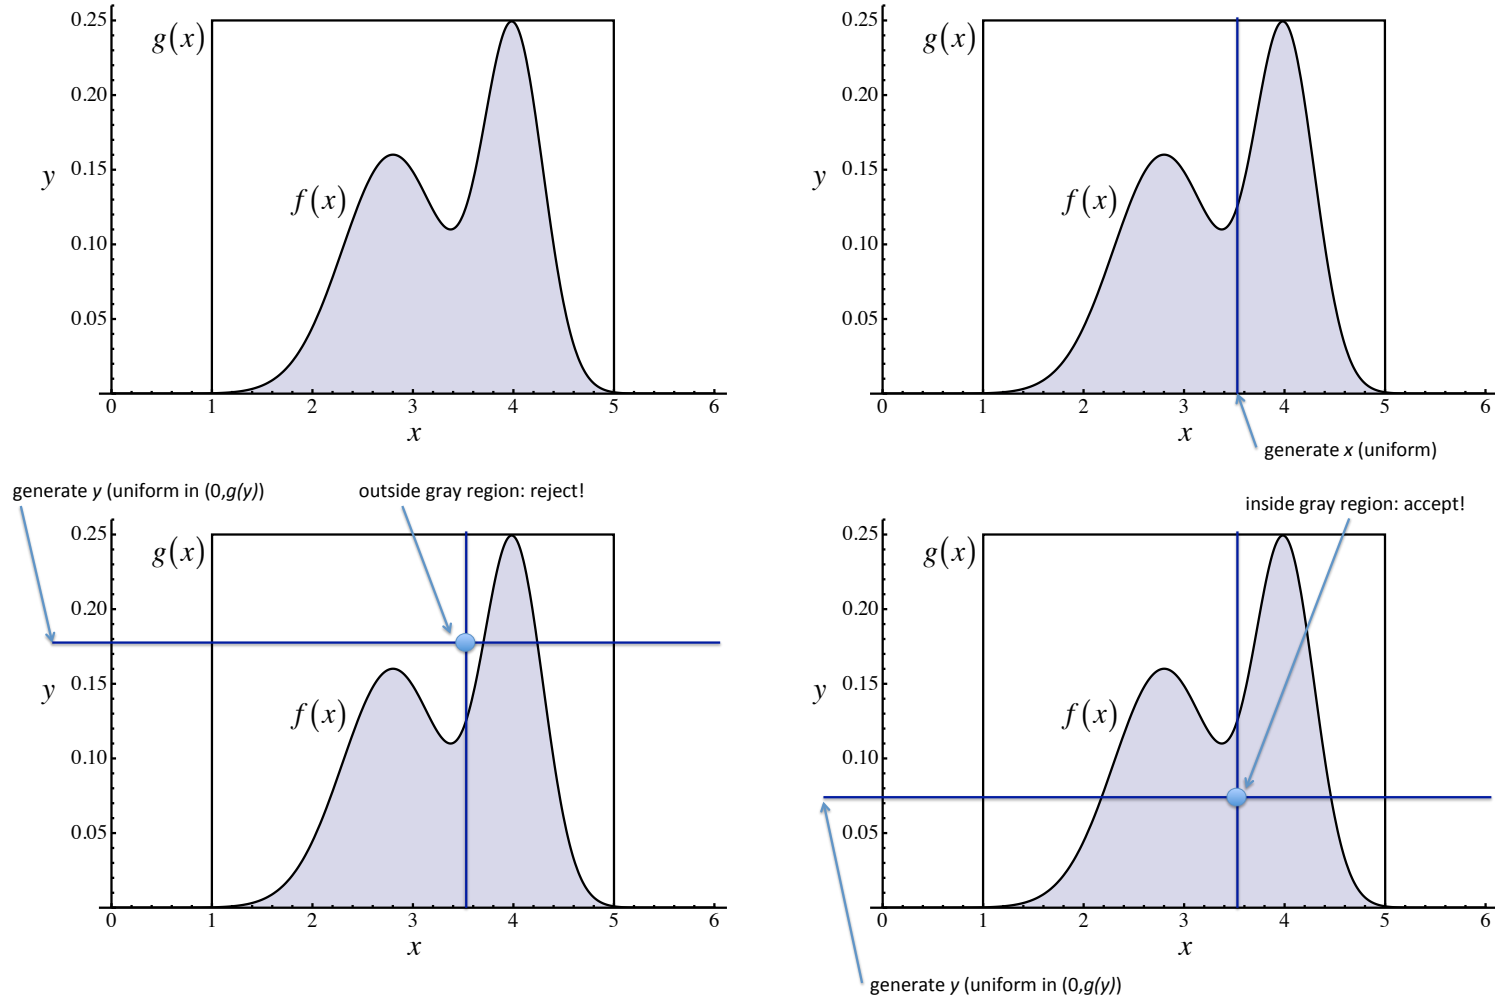 0.25
g(x)
0.20
0.15
y
f(x)
0.10
0.05
0 1 2 3 4 5 6
x
0.25
g(x)
0.20
0.15
y
f(x)
0.10
0.05
0 1 2 3 4 5 6
x
generate x (uniform)
generate y (uniform in (0,g(y))
outside gray region: reject!
0.25
g(x)
0.20
0.15
y
f(x)
0.10
0.05
0 1 2 3 4 5 6
x
inside gray region: accept!
0.25
g(x)
0.20
0.15
y
f(x)
0.10
0.05
0 1 2 3 4 5 6
x
generate y (uniform in (0,g(y))